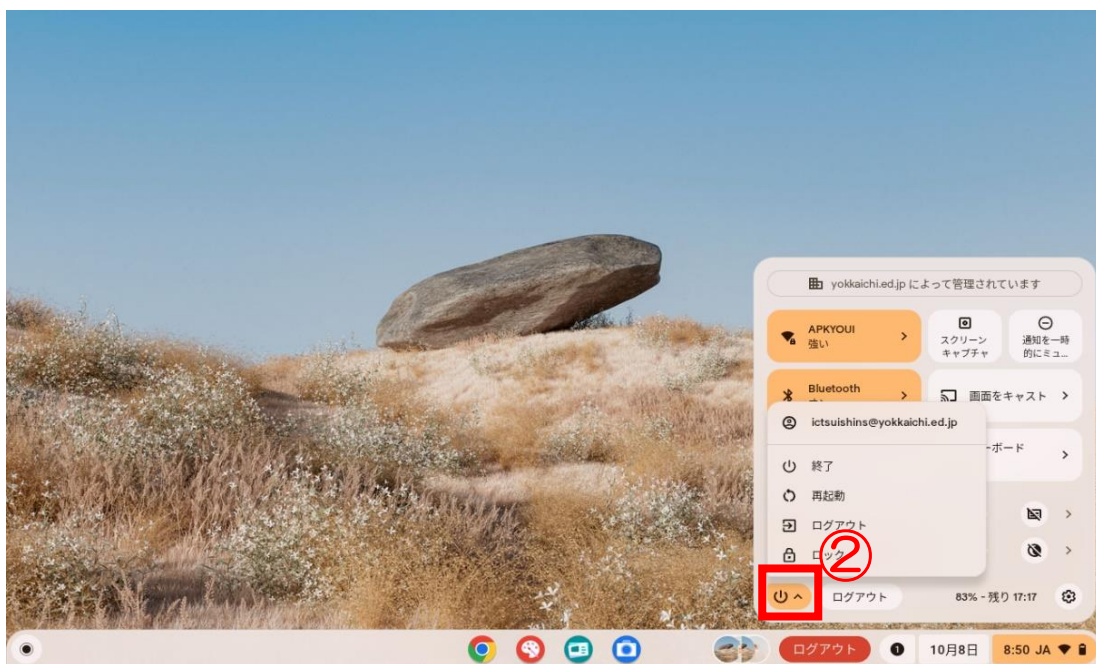 yokkaichi.ed.jp によって管理されています
APKYOUI
強い
スクリーン
キャプチャ
通知を一時
的にミュ...
Bluetooth
画面をキャスト
ictsuishins@yokkaichi.ed.jp
ーボード
終了
再起動
ログアウト
ロック
②
ログアウト
83% - 残り 17:17
ログアウト
1
10月8日
8:50 JA